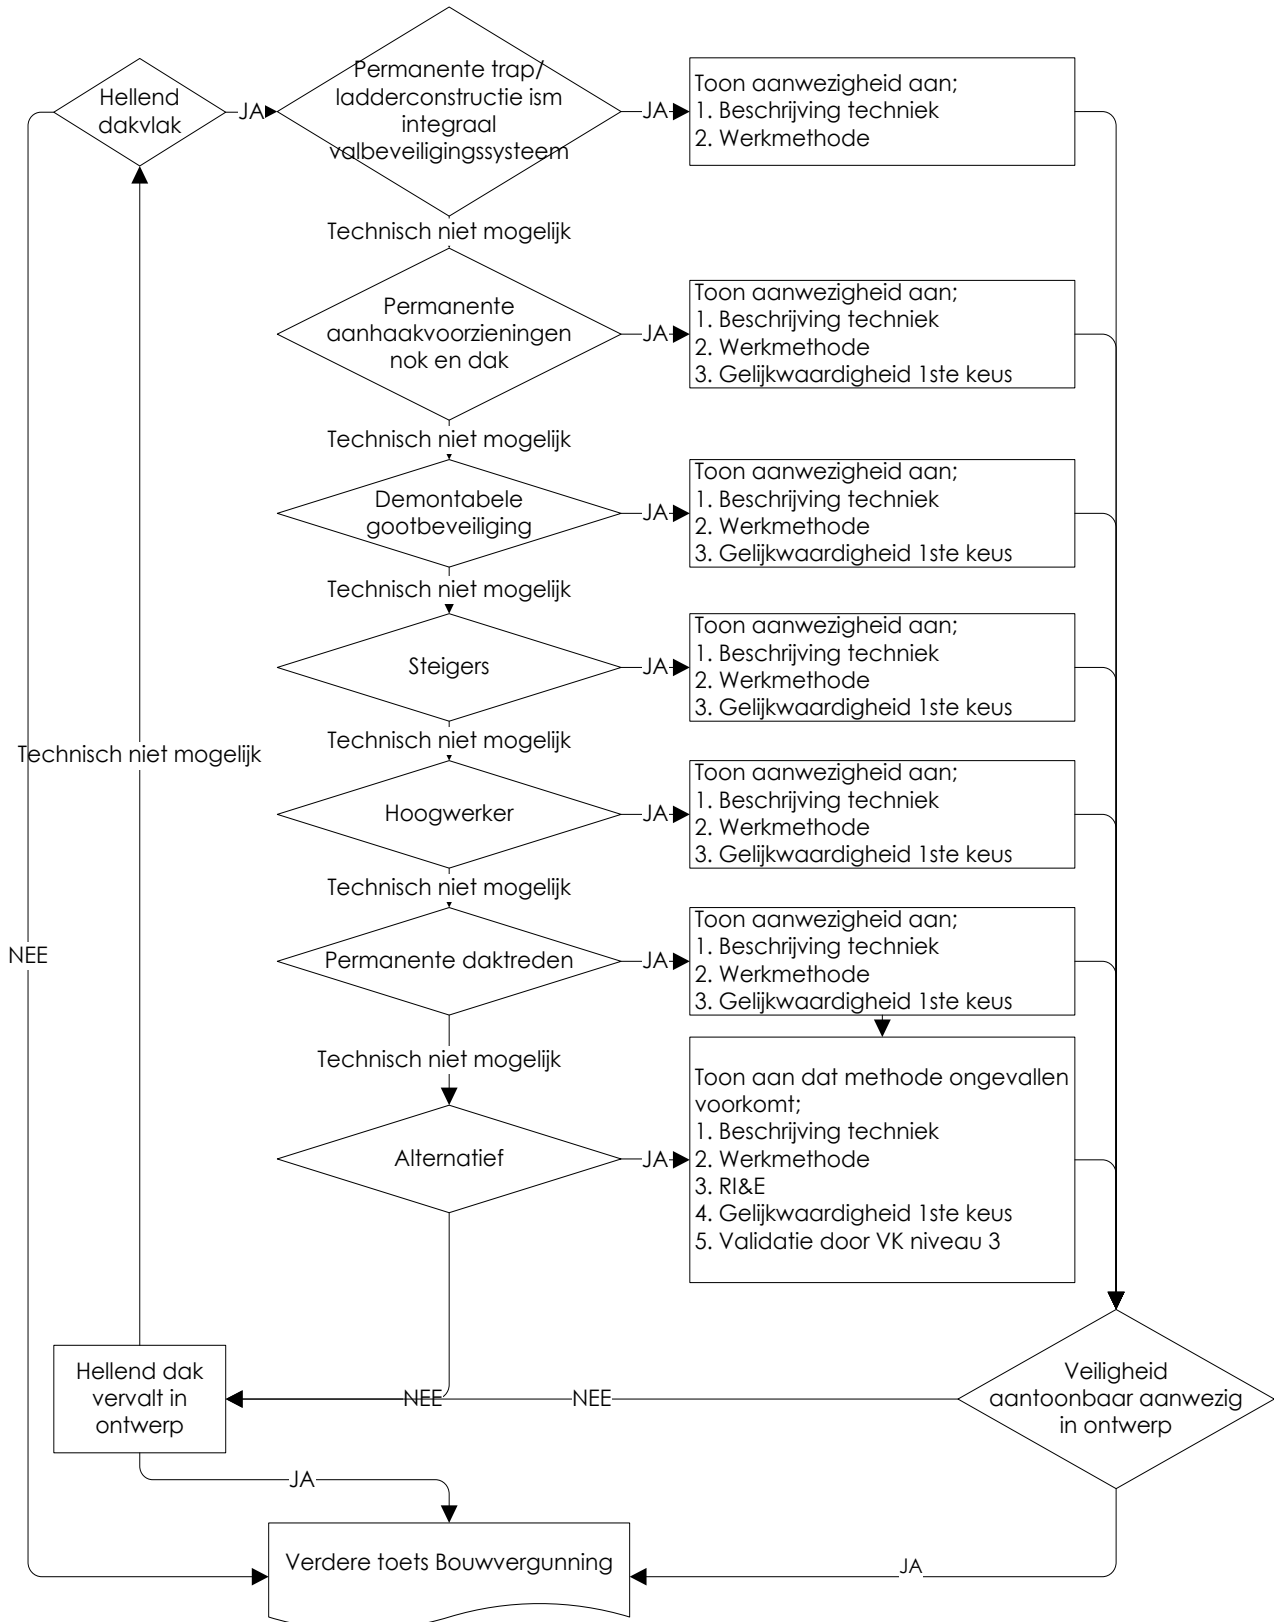 Hellend
dakvlak
JA
Permanente trap/
ladderconstructie ism
integraal
valbeveiligingssysteem
JA
Toon aanwezigheid aan;
1. Beschrijving techniek
2. Werkmethode
Technisch niet mogelijk
Permanente
aanhaakvoorzieningen
nok en dak
JA
Toon aanwezigheid aan;
1. Beschrijving techniek
2. Werkmethode
3. Gelijkwaardigheid 1ste keus
Technisch niet mogelijk
Demontabele
gootbeveiliging
JA
Toon aanwezigheid aan;
1. Beschrijving techniek
2. Werkmethode
3. Gelijkwaardigheid 1ste keus
Technisch niet mogelijk
Steigers
JA
Toon aanwezigheid aan;
1. Beschrijving techniek
2. Werkmethode
3. Gelijkwaardigheid 1ste keus
Technisch niet mogelijk
Technisch niet mogelijk
Hoogwerker
JA
Toon aanwezigheid aan;
1. Beschrijving techniek
2. Werkmethode
3. Gelijkwaardigheid 1ste keus
Technisch niet mogelijk
NEE
Permanente daktreden
JA
Toon aanwezigheid aan;
1. Beschrijving techniek
2. Werkmethode
3. Gelijkwaardigheid 1ste keus
Technisch niet mogelijk
Alternatief
JA
Toon aan dat methode ongevallen
voorkomt;
1. Beschrijving techniek
2. Werkmethode
3. RI&E
4. Gelijkwaardigheid 1ste keus
5. Validatie door VK niveau 3
Hellend dak
vervalt in
ontwerp
NEE
NEE
Veiligheid
aantoonbaar aanwezig
in ontwerp
JA
Verdere toets Bouwvergunning
JA